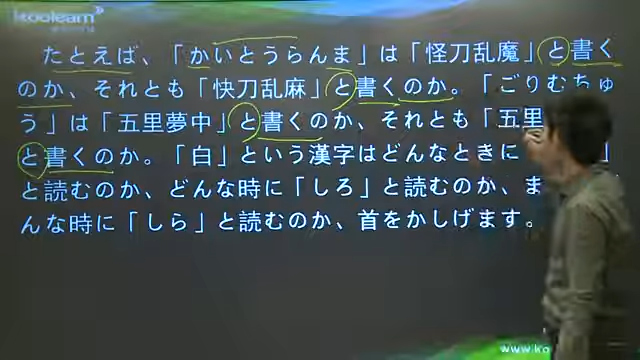 koolearn
たとえば、「かいとうらんま」は「怪刀乱魔」と書く
のか、それとも「快刀乱麻」と書くのか。「ごりむちゅ
う」は「五里夢中」と書くのか、それとも「五里
と書くのか。「白」という漢字はどんなときに 」
と読むのか、どんな時に「しろ」と読むのか、ま
んな時に「しら」と読むのか、首をかしげます。
www.ko